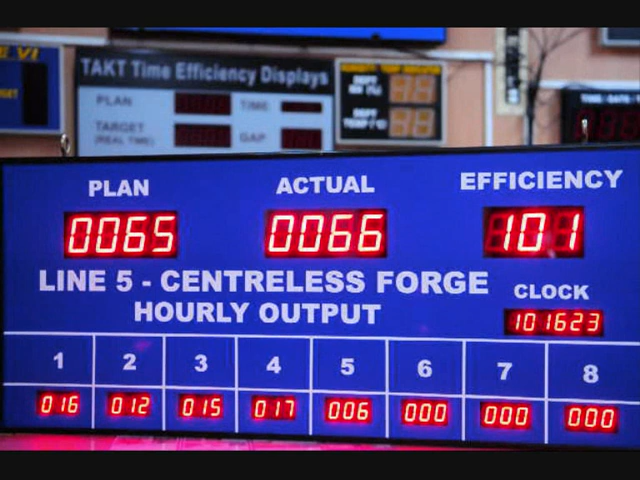 TAKT Time Efficiency Displays
PLAN TIME
TARGET GAP
(REAL TIME)
PLAN ACTUAL EFFICIENCY
0065 0066 101
LINE 5 - CENTRELESS FORGE
HOURLY OUTPUT
CLOCK
101623
1 2 3 4 5 6 7 8
016 012 015 017 006 000 000 000